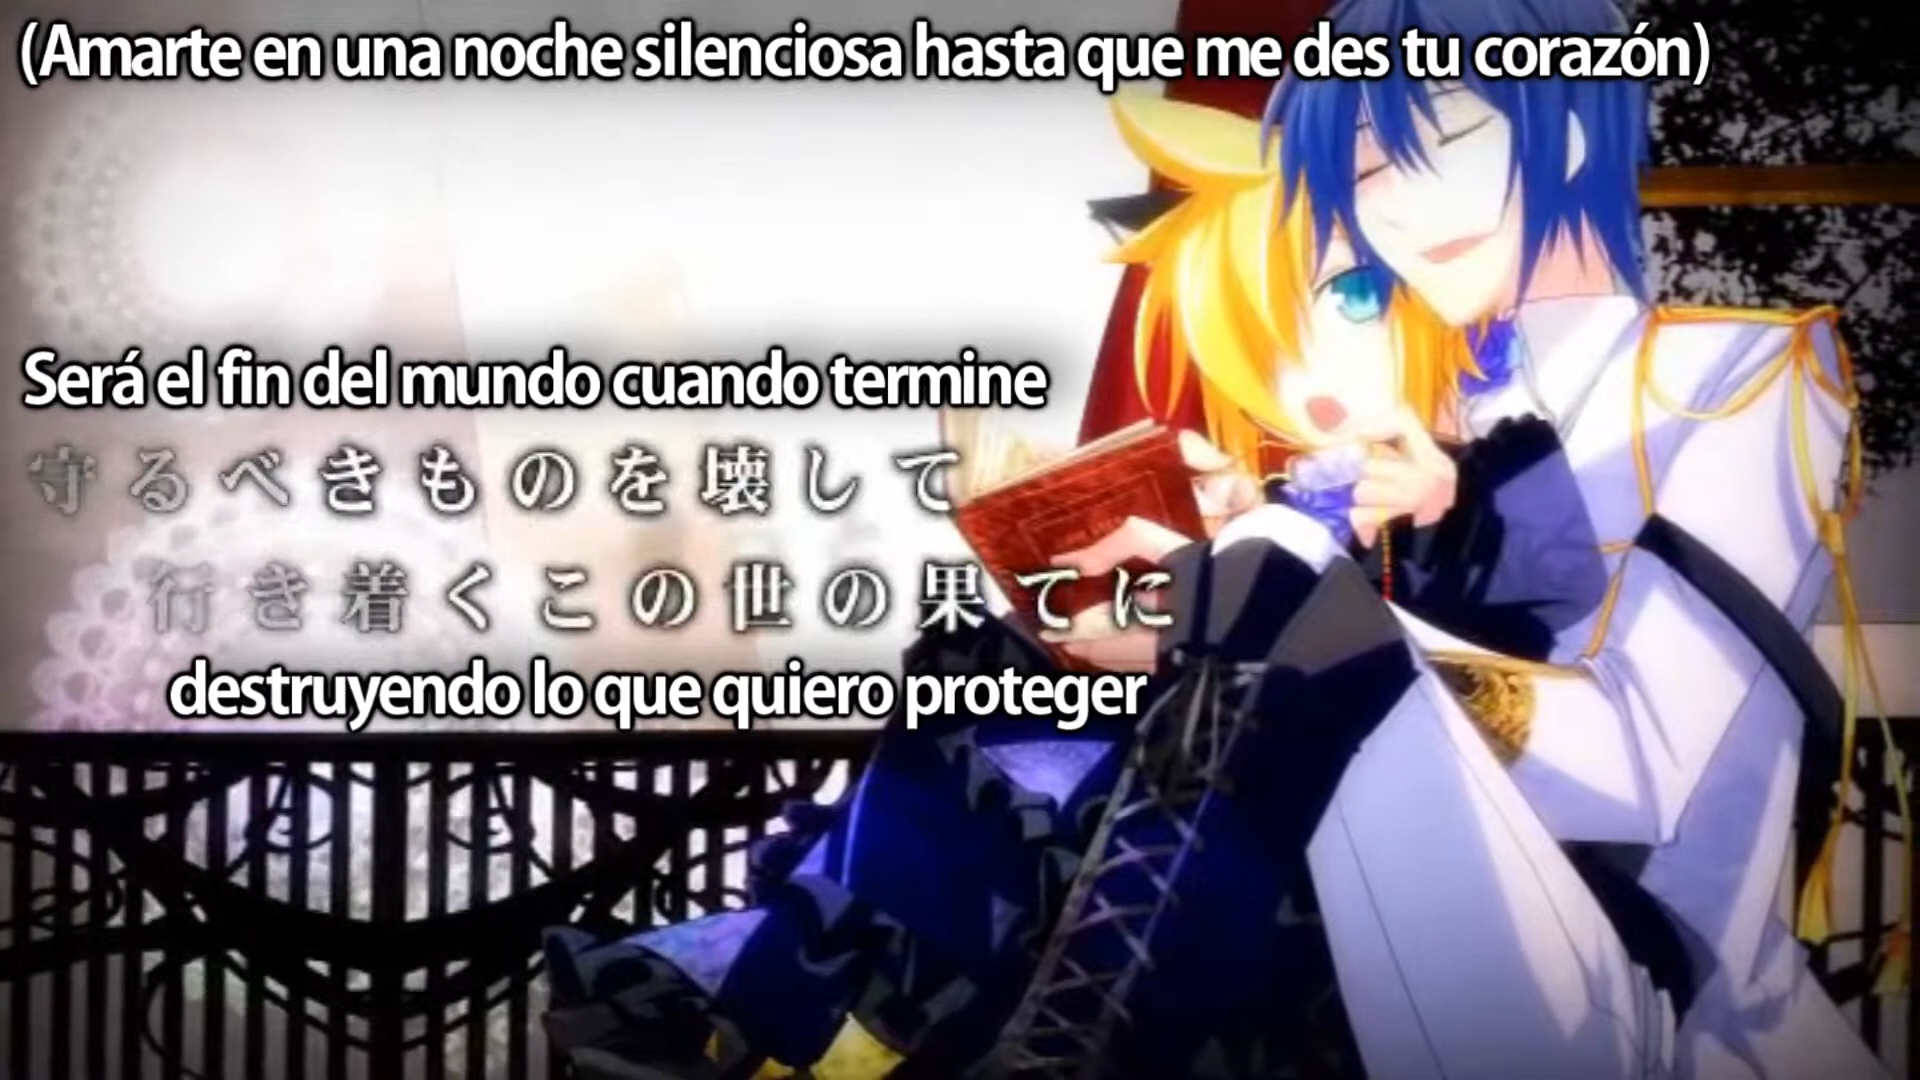 (Amarte en una noche silenciosa hasta que me des tu corazón)
Será el fin del mundo cuando termine
守るべきものを壊して
行き着くこの世の果てに
destruyendo lo que quiero proteger